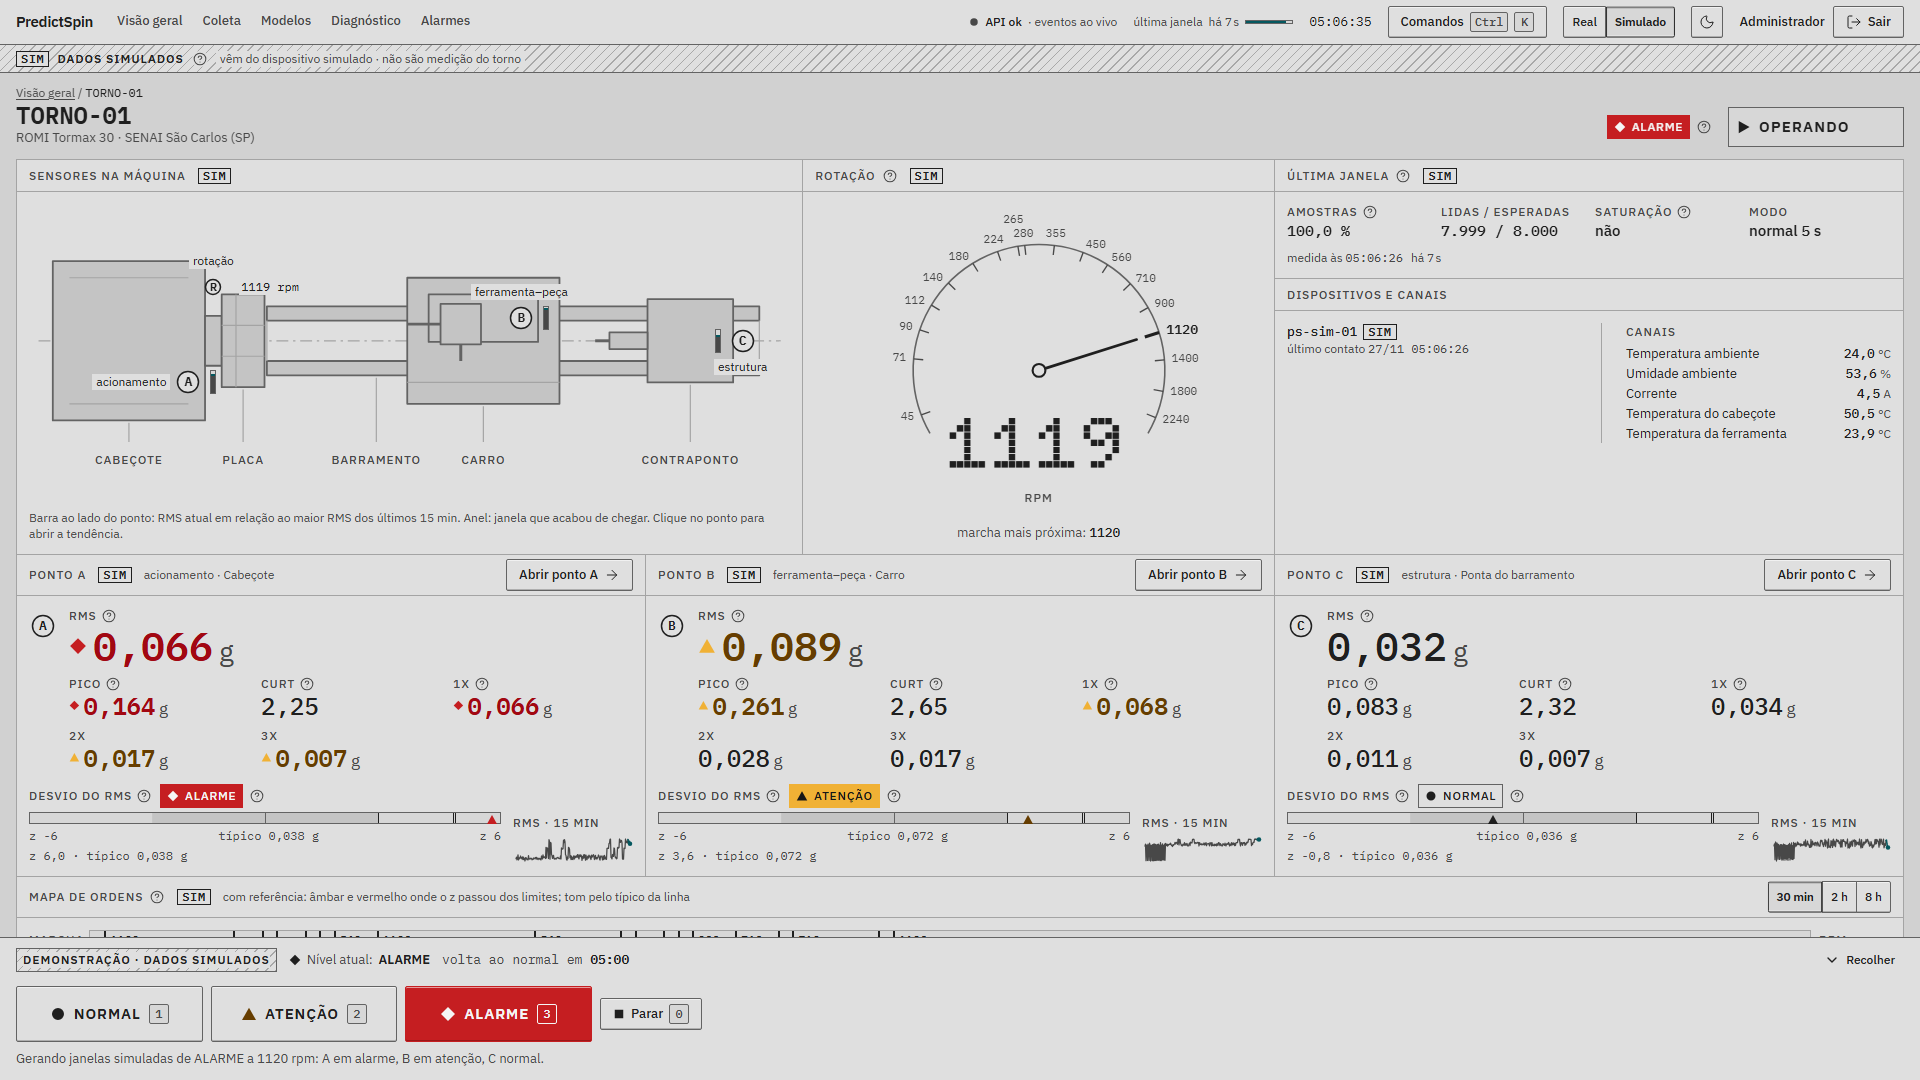 PredictSpin Visão geral Coleta Modelos Diagnóstico Alarmes API ok · eventos ao vivo última janela há 7 s 05:06:35 Comandos Ctrl K Real Simulado Administrador Sair
SIM DADOS SIMULADOS vêm do dispositivo simulado · não são medição do torno
Visão geral / TORNO-01
TORNO-01
ROMI Tormax 30 · SENAI São Carlos (SP)
ALARME OPERANDO
SENSORES NA MÁQUINA SIM
rotação
R 1119 rpm
ferramenta–peça
B
C
estrutura
acionamento A
CABEÇOTE PLACA BARRAMENTO CARRO CONTRAPONTO
Barra ao lado do ponto: RMS atual em relação ao maior RMS dos últimos 15 min. Anel: janela que acabou de chegar. Clique no ponto para
abrir a tendência.
ROTAÇÃO SIM
45 71 90 112 140 180 224 265 280 355 450 560 710 900 1120 1400 1800 2240
1119
RPM
marcha mais próxima: 1120
ÚLTIMA JANELA SIM
AMOSTRAS LIDAS / ESPERADAS SATURAÇÃO MODO
100,0 % 7.999 / 8.000 não normal 5 s
medida às 05:06:26 há 7 s
DISPOSITIVOS E CANAIS
ps-sim-01 SIM
último contato 27/11 05:06:26
CANAIS
Temperatura ambiente 24,0 °C
Umidade ambiente 53,6 %
Corrente 4,5 A
Temperatura do cabeçote 50,5 °C
Temperatura da ferramenta 23,9 °C
PONTO A SIM acionamento · Cabeçote Abrir ponto A
A
RMS
0,066 g
PICO CURT 1X
0,164 g 2,25 0,066 g
2X 3X
0,017 g 0,007 g
DESVIO DO RMS ALARME
RMS · 15 MIN
z -6 típico 0,038 g z 6
z 6,0 · típico 0,038 g
PONTO B SIM ferramenta–peça · Carro Abrir ponto B
B
RMS
0,089 g
PICO CURT 1X
0,261 g 2,65 0,068 g
2X 3X
0,028 g 0,017 g
DESVIO DO RMS ATENÇÃO
RMS · 15 MIN
z -6 típico 0,072 g z 6
z 3,6 · típico 0,072 g
PONTO C SIM estrutura · Ponta do barramento Abrir ponto C
C
RMS
0,032 g
PICO CURT 1X
0,083 g 2,32 0,034 g
2X 3X
0,011 g 0,007 g
DESVIO DO RMS NORMAL
RMS · 15 MIN
z -6 típico 0,036 g z 6
z -0,8 · típico 0,036 g
MAPA DE ORDENS SIM com referência: âmbar e vermelho onde o z passou dos limites; tom pelo típico da linha 30 min 2 h 8 h
DEMONSTRAÇÃO · DADOS SIMULADOS Nível atual: ALARME volta ao normal em 05:00 Recolher
NORMAL 1 ATENÇÃO 2 ALARME 3 Parar 0
Gerando janelas simuladas de ALARME a 1120 rpm: A em alarme, B em atenção, C normal.